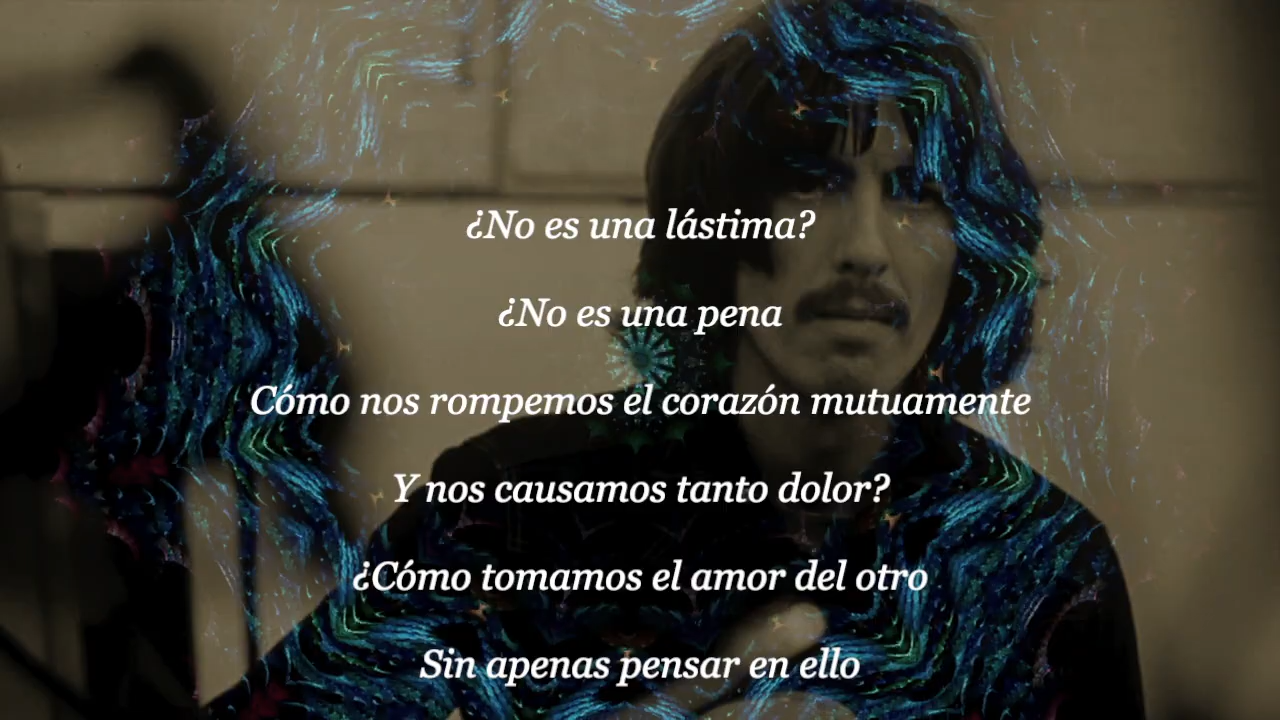 ¿No es una lástima?
¿No es una pena
Cómo nos rompemos el corazón mutuamente
Y nos causamos tanto dolor?
¿Cómo tomamos el amor del otro
Sin apenas pensar en ello